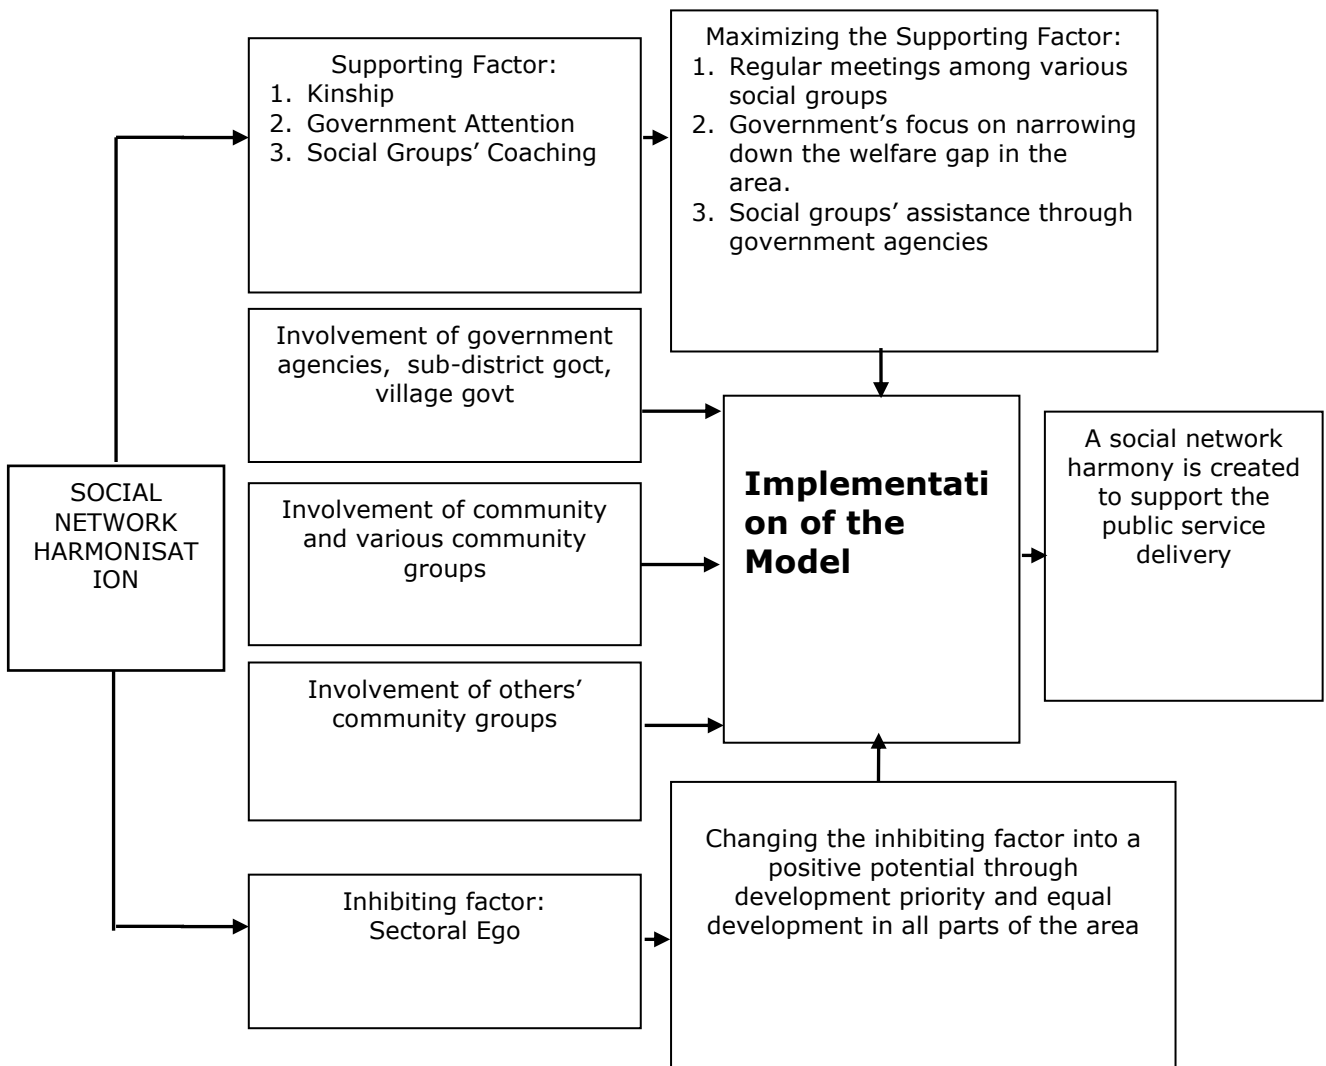 Supporting Factor:
1. Kinship
2. Government Attention
3. Social Groups’ Coaching
Maximizing the Supporting Factor:
1. Regular meetings among various
social groups
2. Government’s focus on narrowing
down the welfare gap in the
area.
3. Social groups’ assistance through
government agencies
Involvement of government
agencies, sub-district goct,
village govt
SOCIAL
NETWORK
HARMONISAT
ION
Involvement of community
and various community
groups
Implementati
on of the
Model
A social network
harmony is created
to support the
public service
delivery
Involvement of others’
community groups
Inhibiting factor:
Sectoral Ego
Changing the inhibiting factor into a
positive potential through
development priority and equal
development in all parts of the area